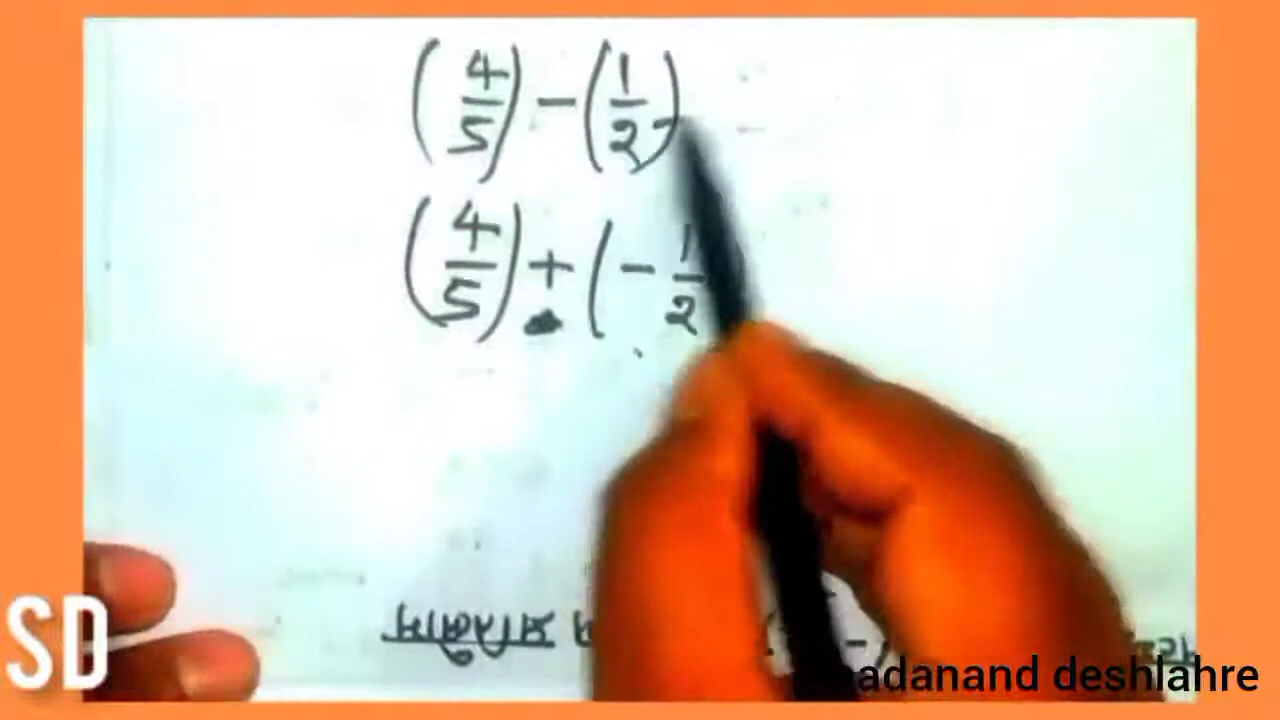 (4/5) - (1/2)
(4/5) + (- 1/2
SD
adanand deshlahre